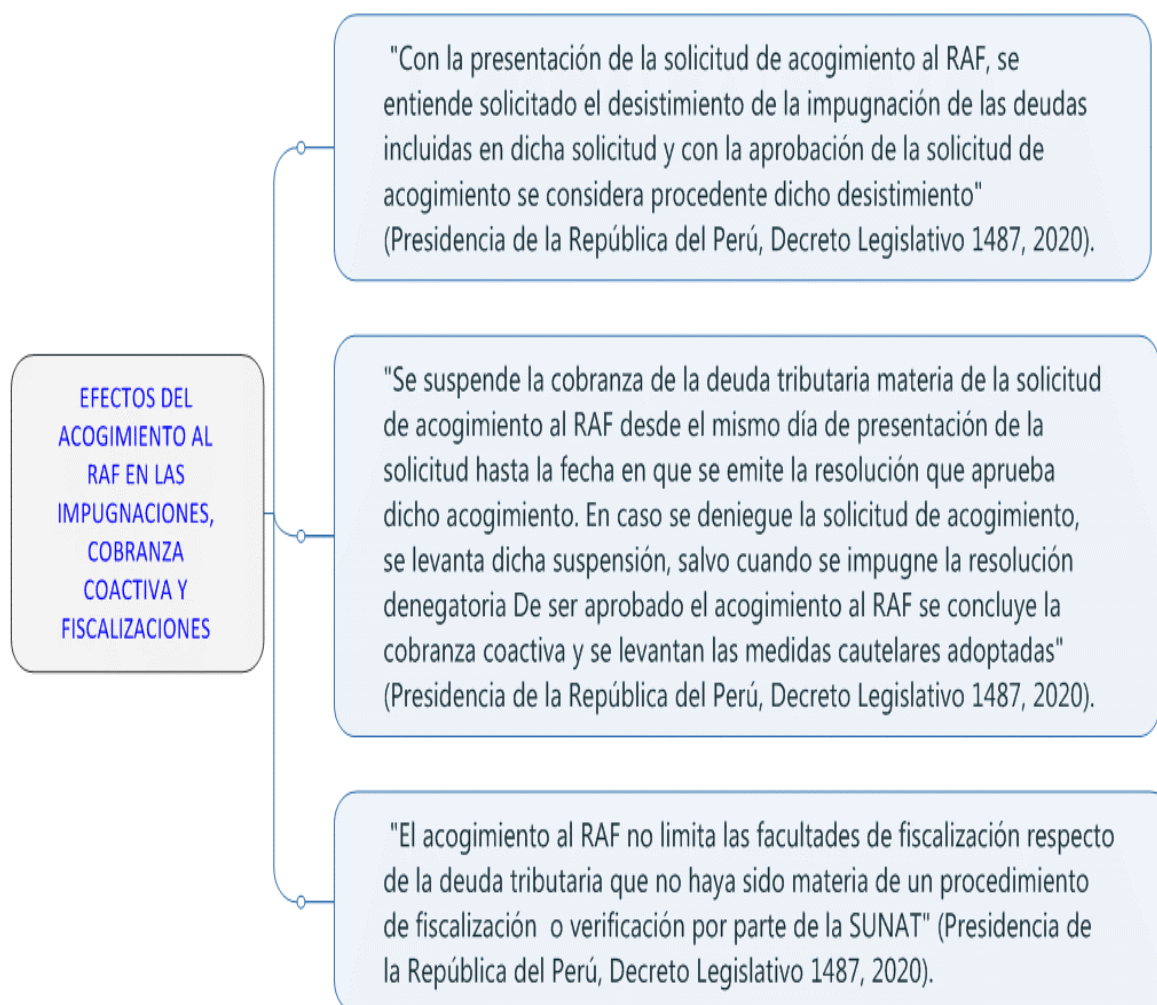 EFECTOS DEL
ACOGIMIENTO AL
RAF EN LAS
IMPUGNACIONES,
COBRANZA
COACTIVA Y
FISCALIZACIONES
"Con la presentación de la solicitud de acogimiento al RAF, se
entiende solicitado el desistimiento de la impugnación de las deudas
incluidas en dicha solicitud y con la aprobación de la solicitud de
acogimiento se considera procedente dicho desistimiento"
(Presidencia de la República del Perú, Decreto Legislativo 1487, 2020).
"Se suspende la cobranza de la deuda tributaria materia de la solicitud
de acogimiento al RAF desde el mismo día de presentación de la
solicitud hasta la fecha en que se emite la resolución que aprueba
dicho acogimiento. En caso se deniegue la solicitud de acogimiento,
se levanta dicha suspensión, salvo cuando se impugne la resolución
denegatoria De ser aprobado el acogimiento al RAF se concluye la
cobranza coactiva y se levantan las medidas cautelares adoptadas"
(Presidencia de la República del Perú, Decreto Legislativo 1487, 2020).
"El acogimiento al RAF no limita las facultades de fiscalización respecto
de la deuda tributaria que no haya sido materia de un procedimiento
de fiscalización o verificación por parte de la SUNAT" (Presidencia de
la República del Perú, Decreto Legislativo 1487, 2020).